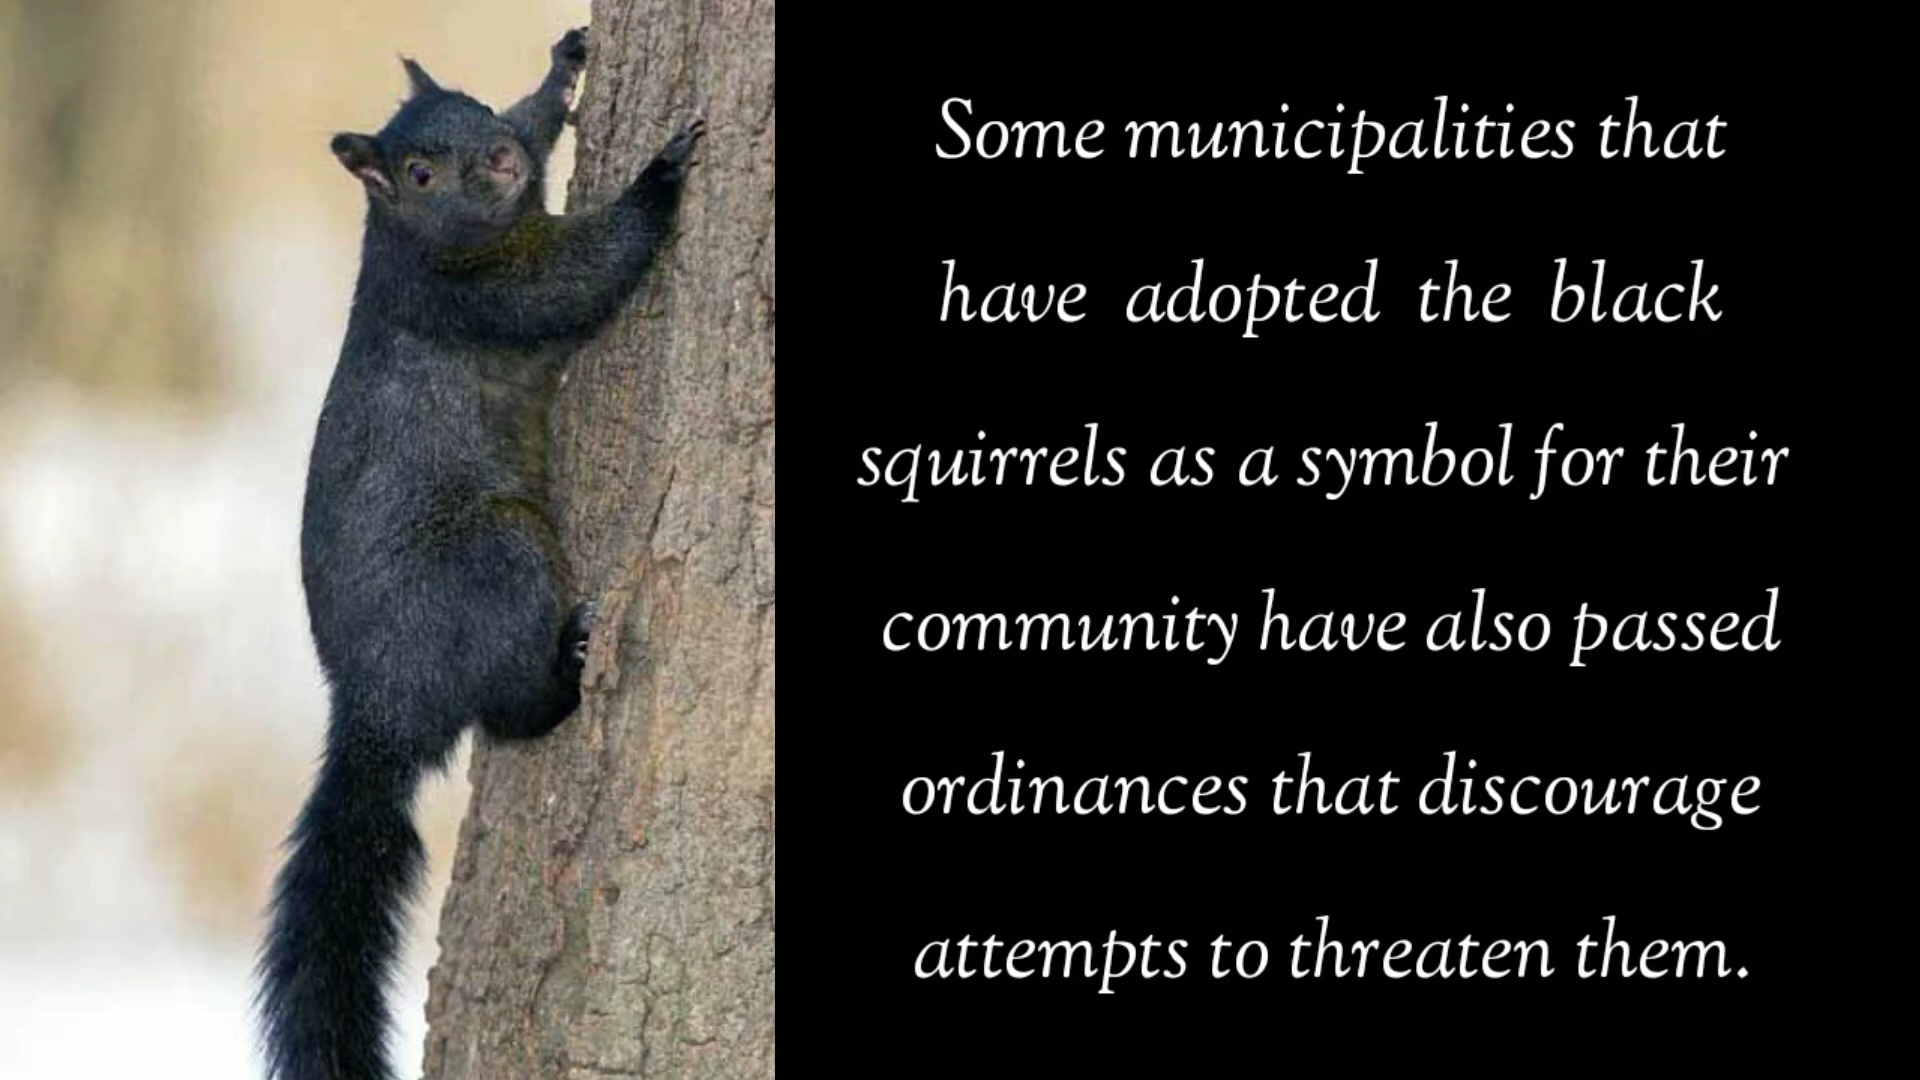 Some municipalities that
have adopted the black
squirrels as a symbol for their
community have also passed
ordinances that discourage
attempts to threaten them.